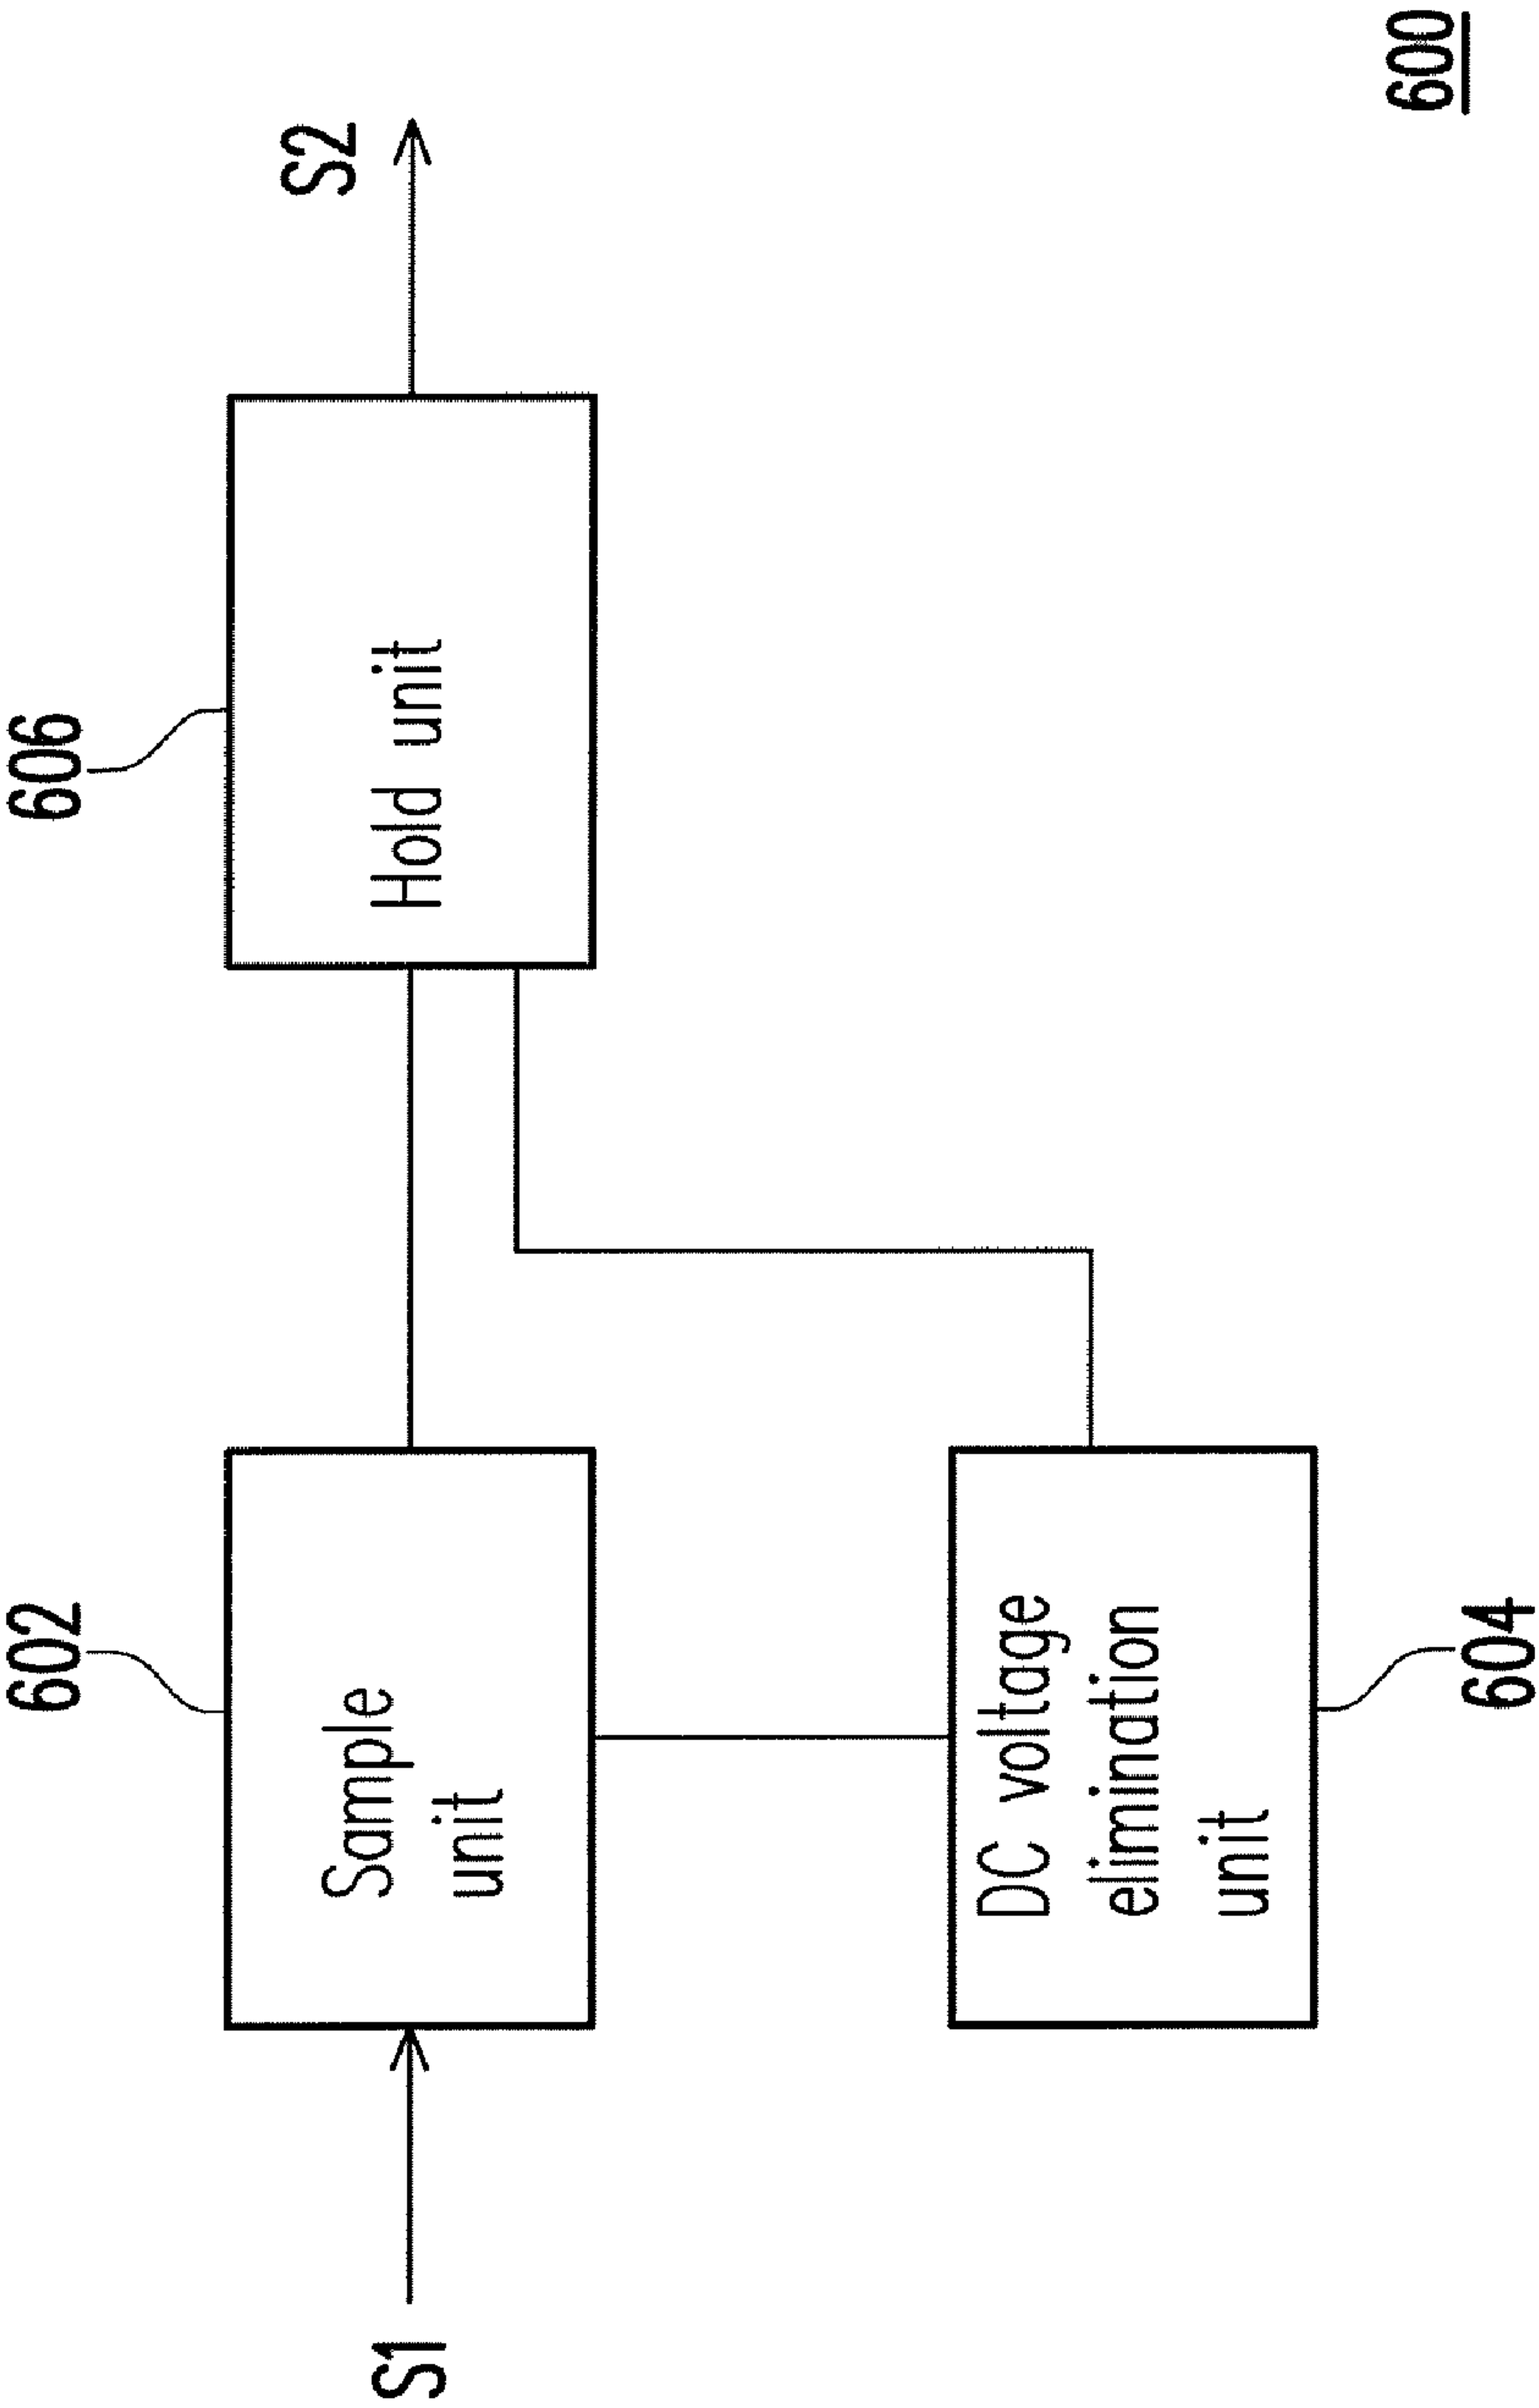 602
606
S1
Sample
unit
Hold unit
S2
DC voltage
elimination
unit
604
600